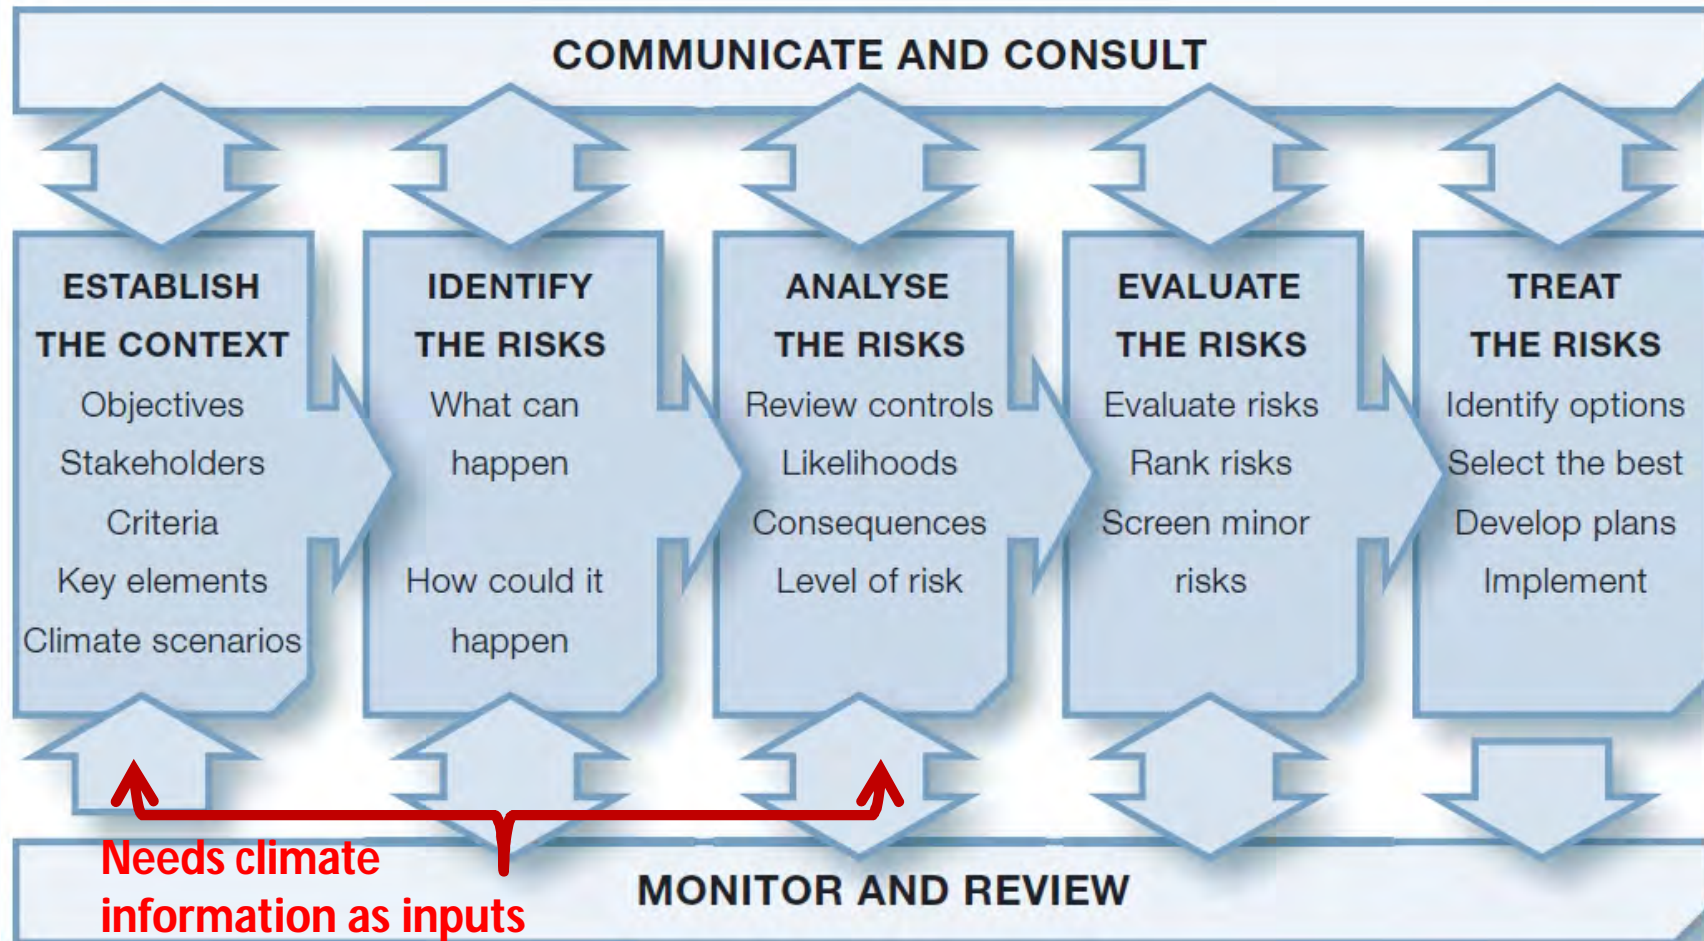 COMMUNICATE AND CONSULT
ESTABLISH
THE CONTEXT
Objectives
Stakeholders
Criteria
Key elements
Climate scenarios
IDENTIFY
THE RISKS
What can
happen
How could it
happen
ANALYSE
THE RISKS
Review controls
Likelihoods
Consequences
Level of risk
EVALUATE
THE RISKS
Evaluate risks
Rank risks
Screen minor
risks
TREAT
THE RISKS
Identify options
Select the best
Develop plans
Implement
Needs climate
information as inputs
MONITOR AND REVIEW